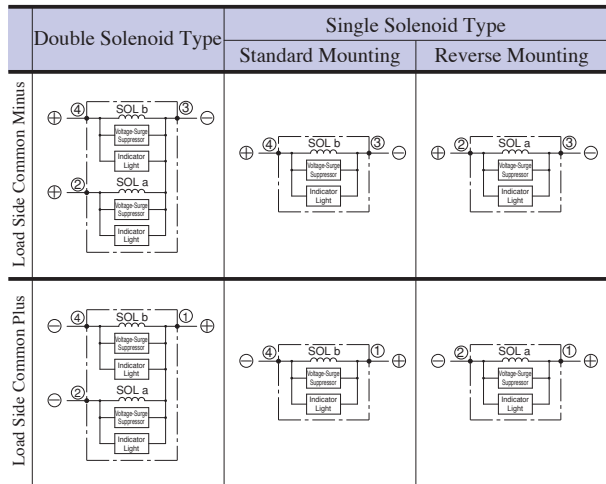 Double Solenoid Type
Single Solenoid Type
Standard Mounting
Reverse Mounting
Load Side Common Minus
⊕ ④ SOL b ③ ⊖
Voltage-Surge
Suppressor
Indicator
Light
⊕ ② SOL a
Voltage-Surge
Suppressor
Indicator
Light
⊕ ④ SOL b ③ ⊖
Voltage-Surge
Suppressor
Indicator
Light
⊕ ② SOL a ③ ⊖
Voltage-Surge
Suppressor
Indicator
Light
Load Side Common Plus
⊖ ④ SOL b ① ⊕
Voltage-Surge
Suppressor
Indicator
Light
⊖ ② SOL a
Voltage-Surge
Suppressor
Indicator
Light
⊖ ④ SOL b ① ⊕
Voltage-Surge
Suppressor
Indicator
Light
⊖ ② SOL a ① ⊕
Voltage-Surge
Suppressor
Indicator
Light